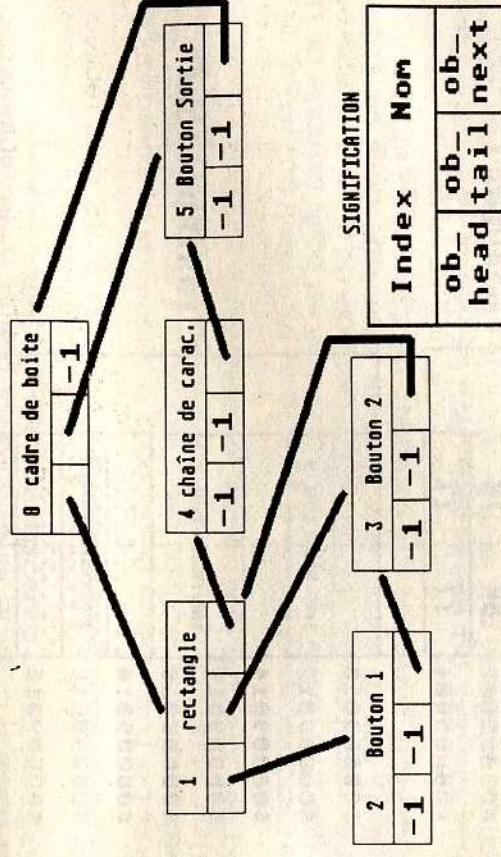 0 cadre de boite
-1
1 rectangle
4 chaîne de carac.
-1 -1
5 Bouton Sortie
-1 -1
2 Bouton 1
-1 -1
3 Bouton 2
-1 -1
SIGNIFICATION
Index Nom
ob_ ob_ ob_
head tail next